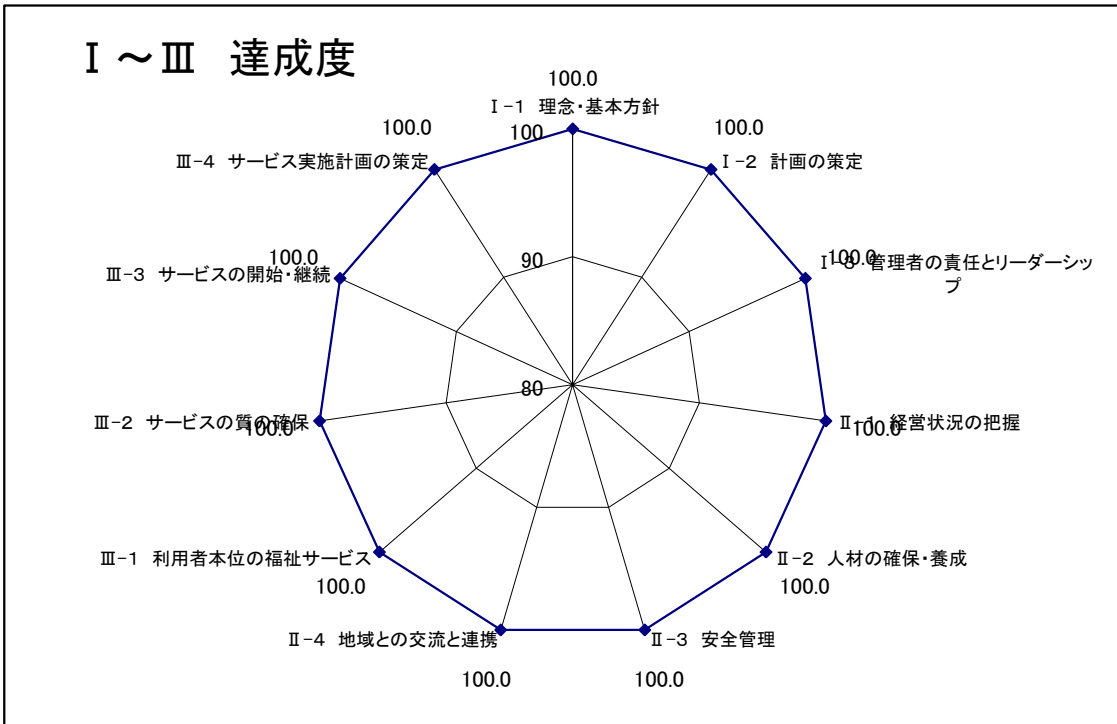 Ⅰ～Ⅲ 達成度
100.0
Ⅰ-1 理念・基本方針
100
90
80
100.0
Ⅰ-2 計画の策定
100.0
Ⅰ-3 管理者の責任とリーダーシッ
プ
100.0
Ⅱ-1 経営状況の把握
100.0
Ⅱ-2 人材の確保・養成
100.0
Ⅱ-3 安全管理
100.0
Ⅱ-4 地域との交流と連携
100.0
Ⅲ-1 利用者本位の福祉サービス
100.0
Ⅲ-2 サービスの質の確保
100.0
Ⅲ-3 サービスの開始・継続
100.0
Ⅲ-4 サービス実施計画の策定
100.0